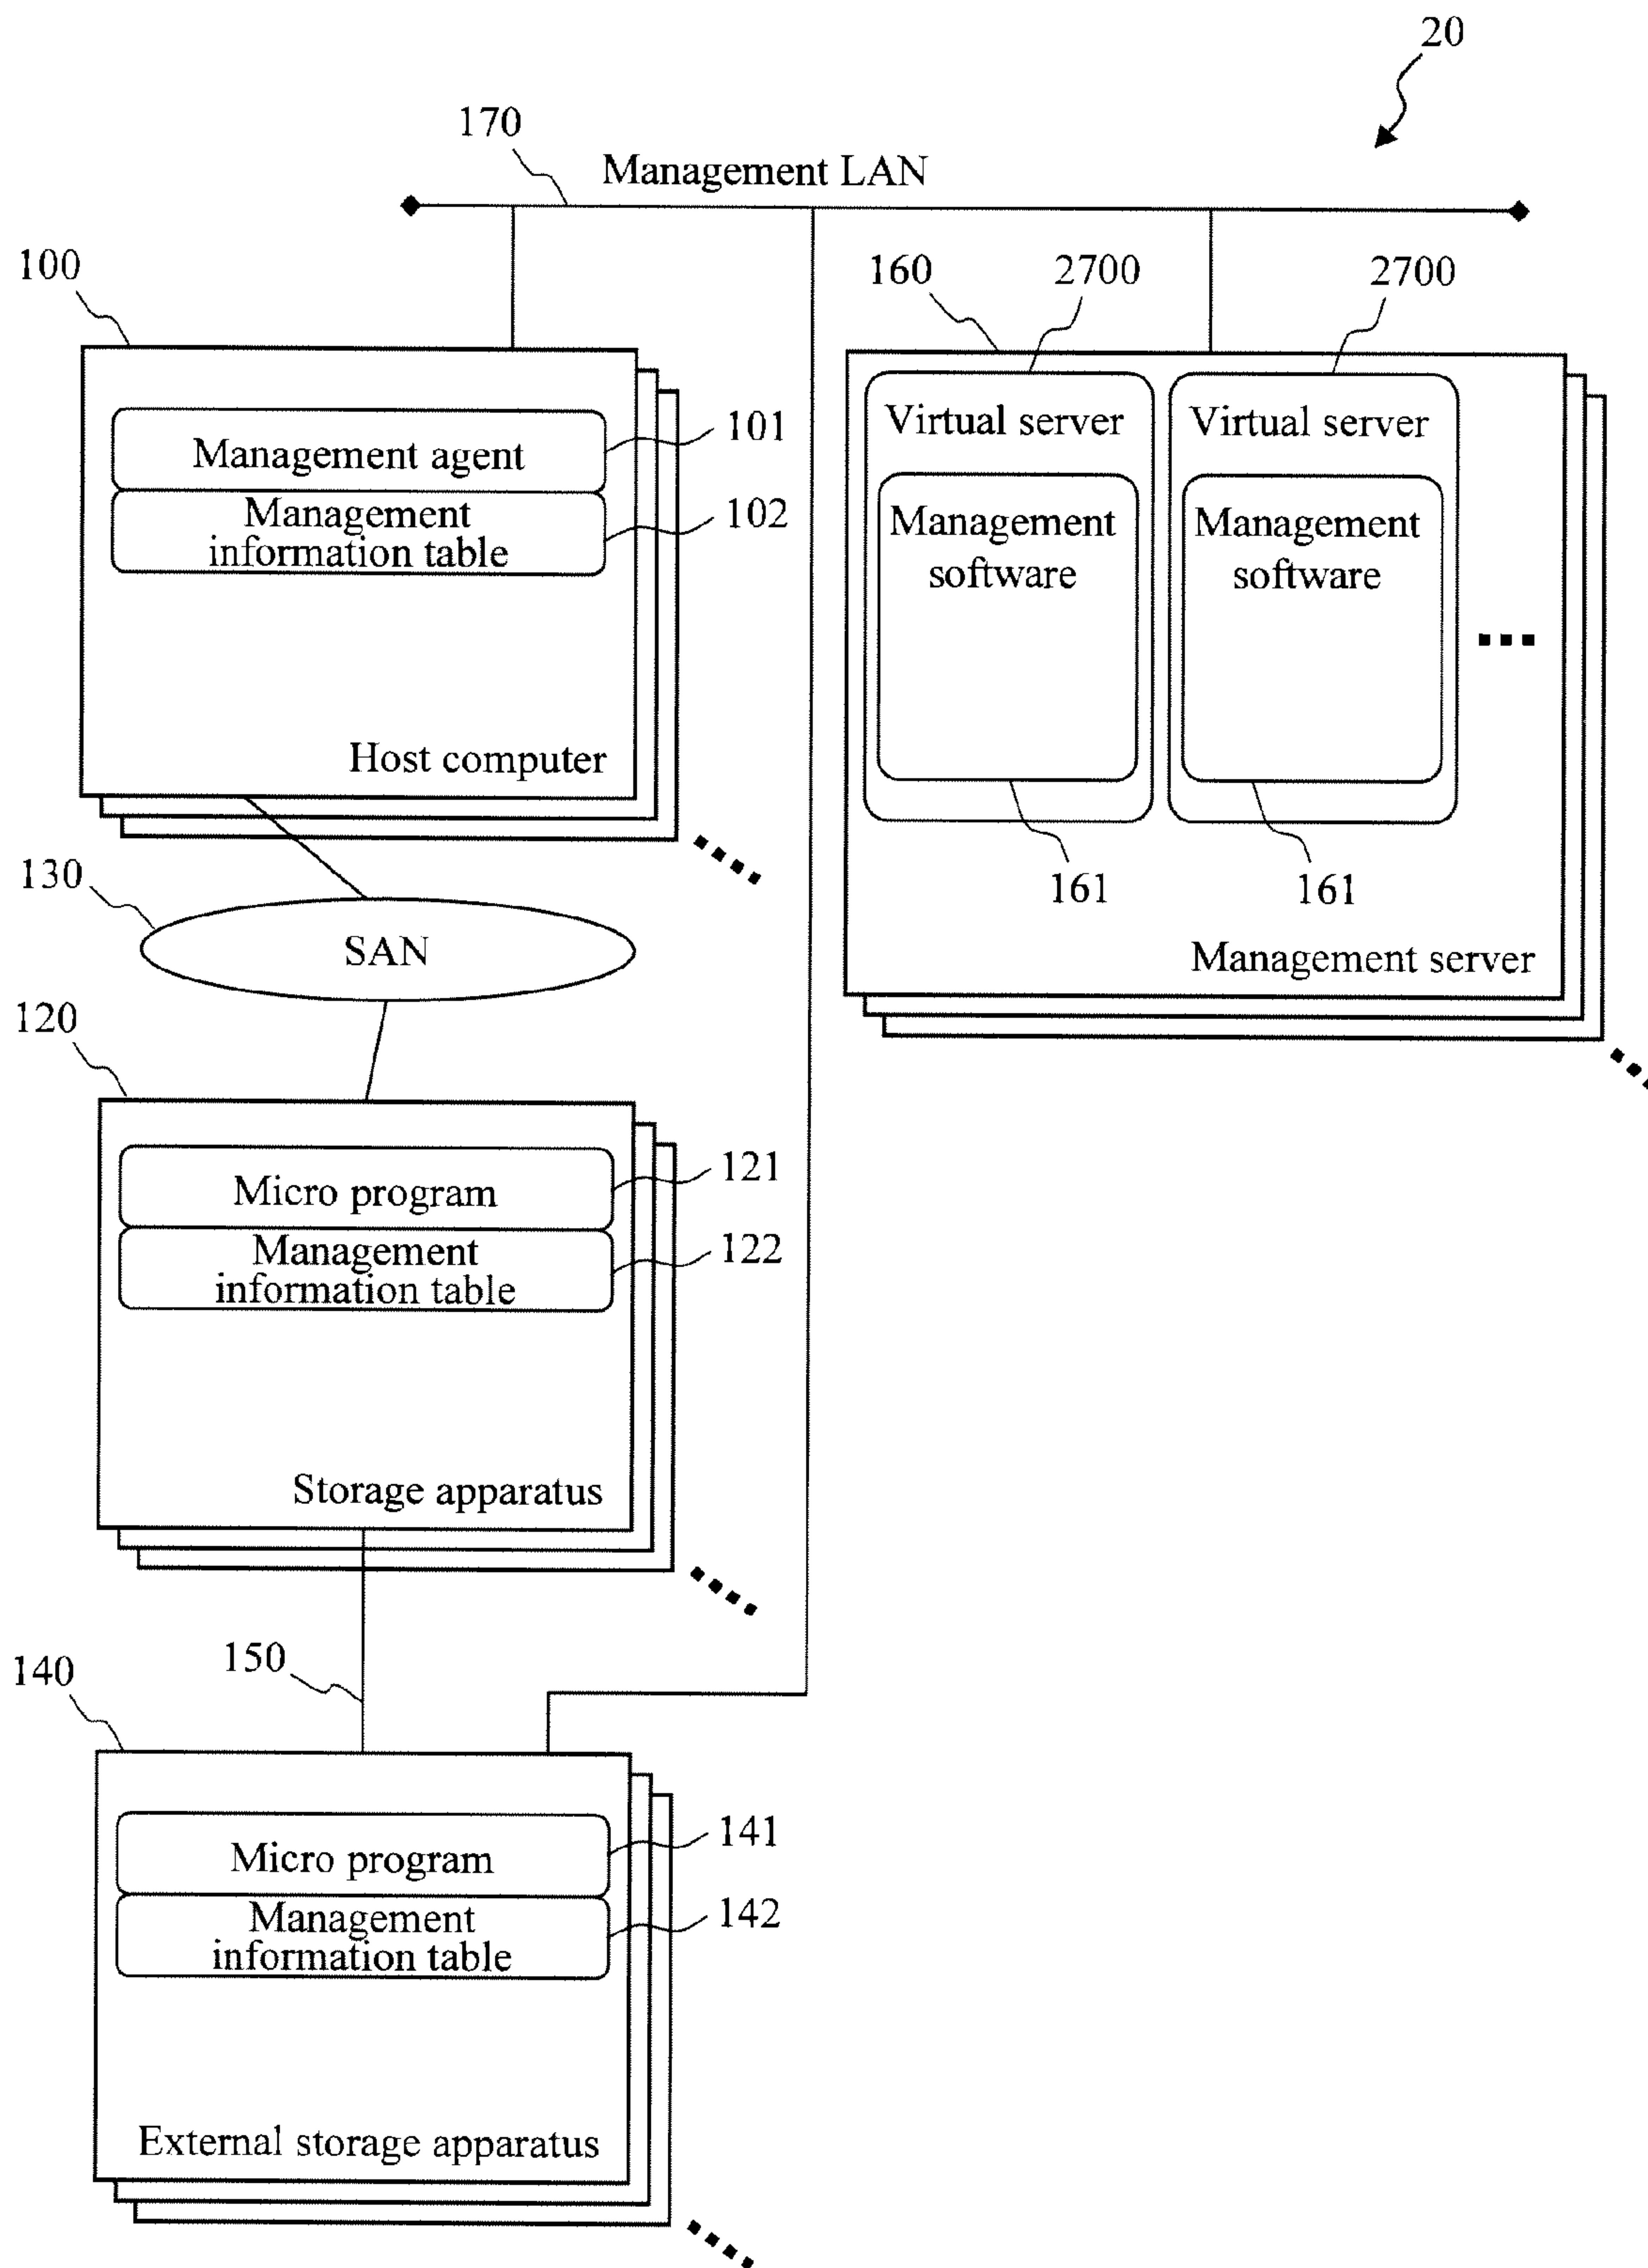 20
170
Management LAN
100
160
2700
2700
Management agent
101
Management
information table
102
Host computer
Virtual server
Virtual server
Management
software
Management
software
161
161
Management server
130
SAN
120
Micro program
121
Management
information table
122
Storage apparatus
150
140
Micro program
141
Management
information table
142
External storage apparatus